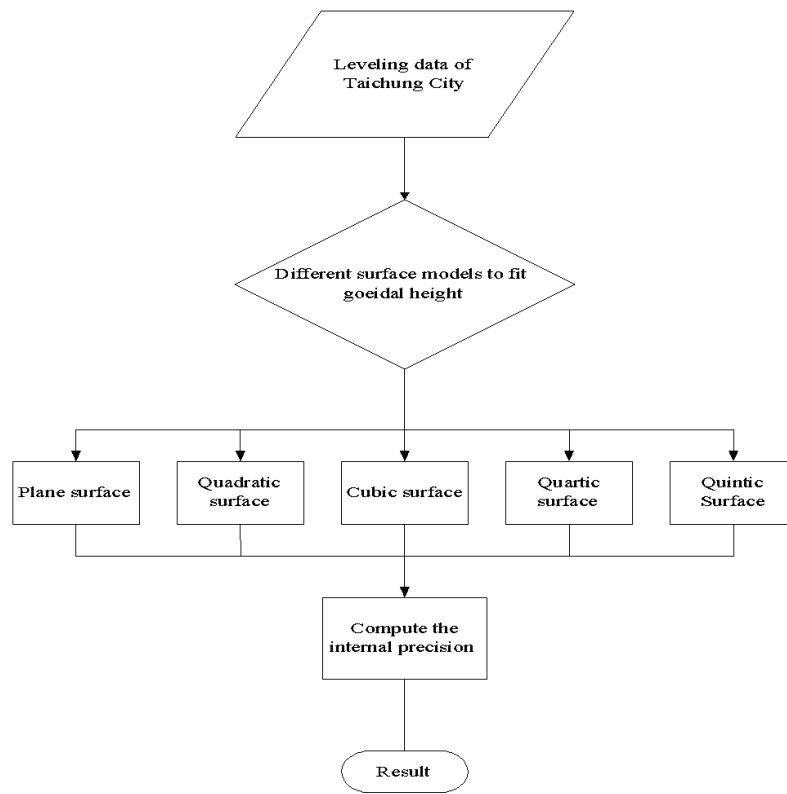 Leveling data of
Taichung City
Different surface models to fit
goeidal height
Plane surface
Quadratic
surface
Cubic surface
Quartic
surface
Quintic
Surface
Compute the
internal precision
Result